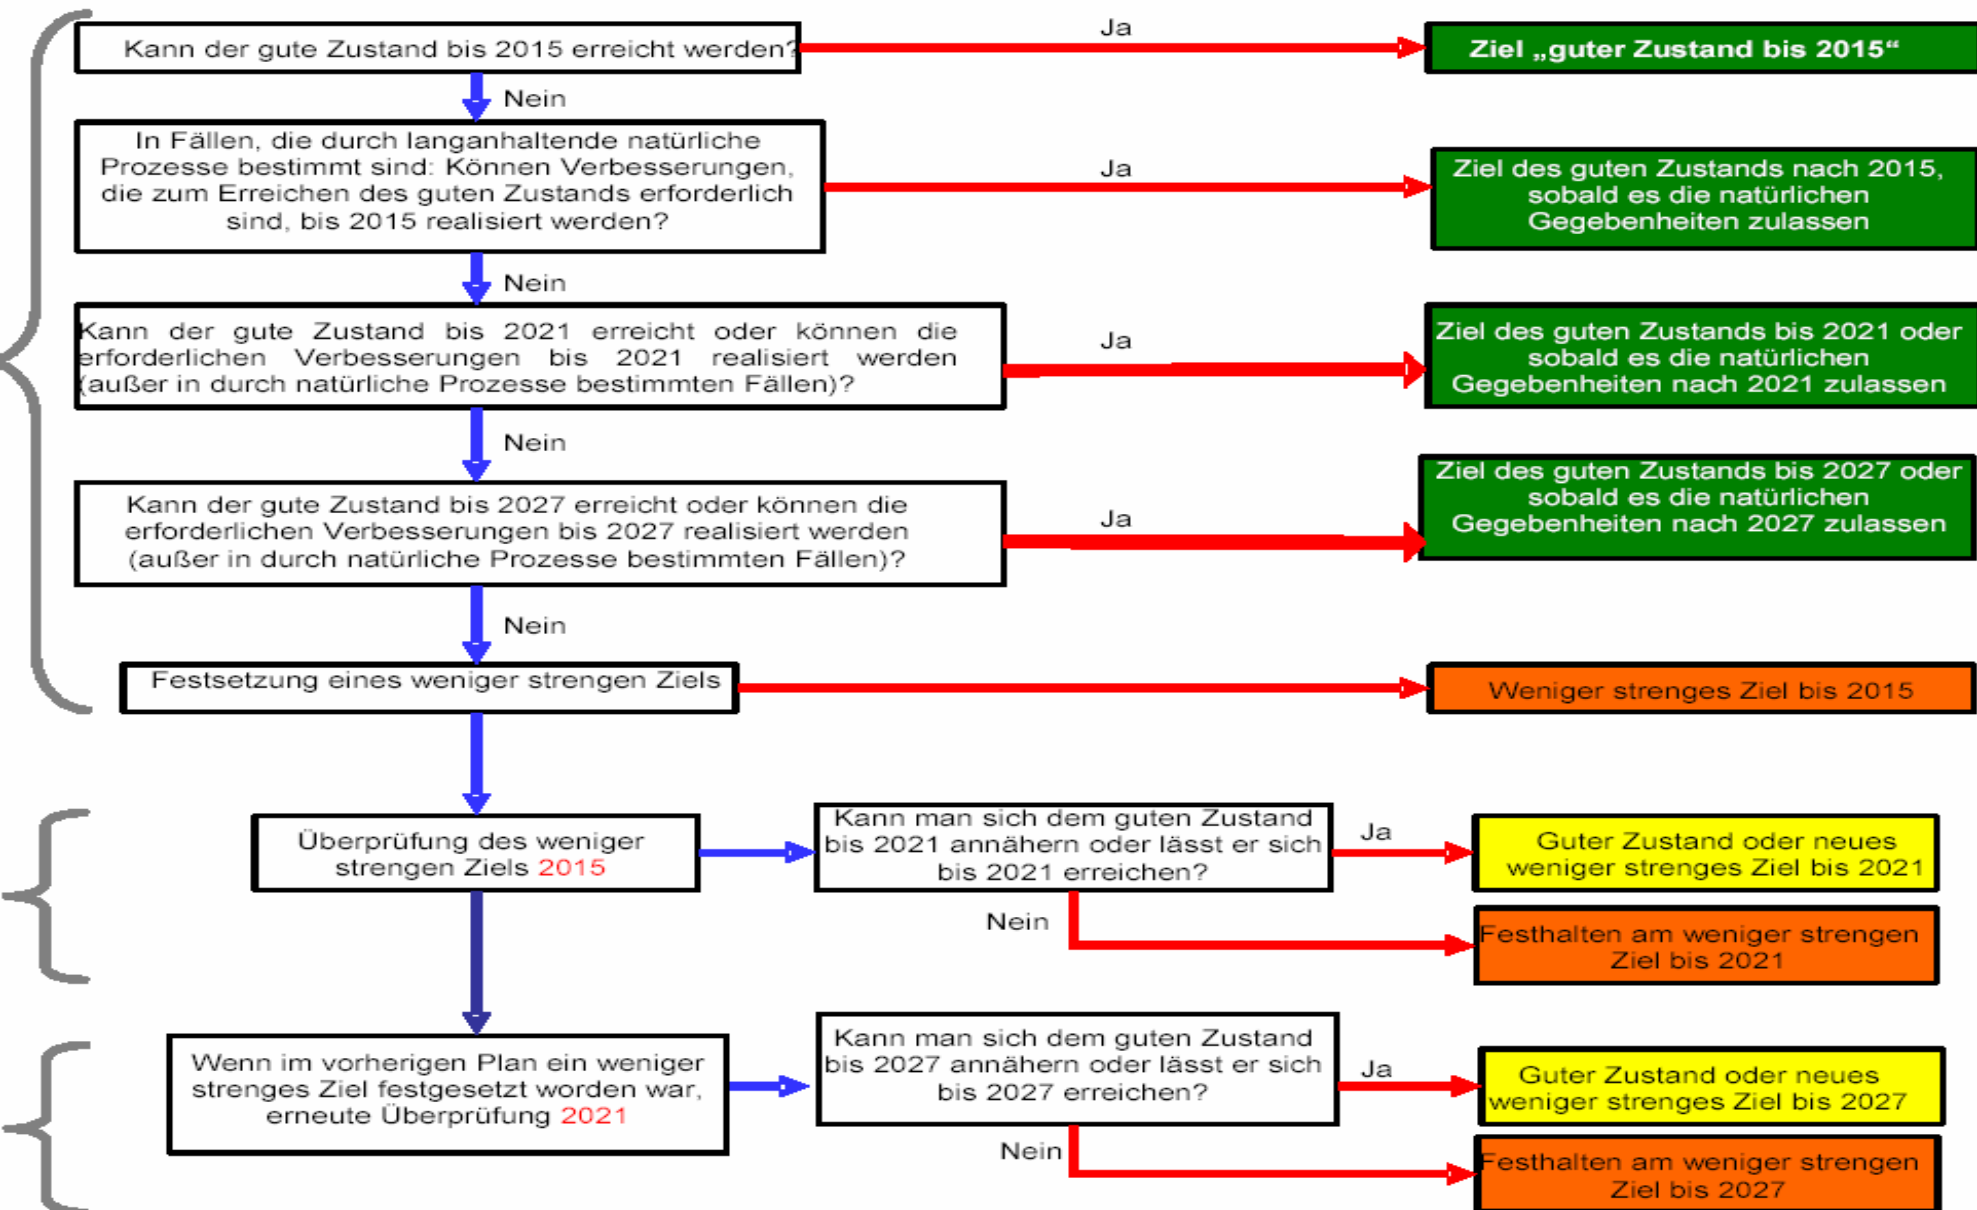 Kann der gute Zustand bis 2015 erreicht werden?
Ja
Ziel „guter Zustand bis 2015“
Nein
In Fällen, die durch langanhaltende natürliche
Prozesse bestimmt sind: Können Verbesserungen,
die zum Erreichen des guten Zustands erforderlich
sind, bis 2015 realisiert werden?
Ja
Ziel des guten Zustands nach 2015,
sobald es die natürlichen
Gegebenheiten zulassen
Nein
Kann der gute Zustand bis 2021 erreicht oder können die
erforderlichen Verbesserungen bis 2021 realisiert werden
(außer in durch natürliche Prozesse bestimmten Fällen)?
Ja
Ziel des guten Zustands bis 2021 oder
sobald es die natürlichen
Gegebenheiten nach 2021 zulassen
Nein
Kann der gute Zustand bis 2027 erreicht oder können die
erforderlichen Verbesserungen bis 2027 realisiert werden
(außer in durch natürliche Prozesse bestimmten Fällen)?
Ja
Ziel des guten Zustands bis 2027 oder
sobald es die natürlichen
Gegebenheiten nach 2027 zulassen
Nein
Festsetzung eines weniger strengen Ziels
Weniger strenges Ziel bis 2015
Überprüfung des weniger
strengen Ziels 2015
Kann man sich dem guten Zustand
bis 2021 annähern oder lässt er sich
bis 2021 erreichen?
Ja
Guter Zustand oder neues
weniger strenges Ziel bis 2021
Nein
Festhalten am weniger strengen
Ziel bis 2021
Wenn im vorherigen Plan ein weniger
strenges Ziel festgesetzt worden war,
erneute Überprüfung 2021
Kann man sich dem guten Zustand
bis 2027 annähern oder lässt er sich
bis 2027 erreichen?
Ja
Guter Zustand oder neues
weniger strenges Ziel bis 2027
Nein
Festhalten am weniger strengen
Ziel bis 2027